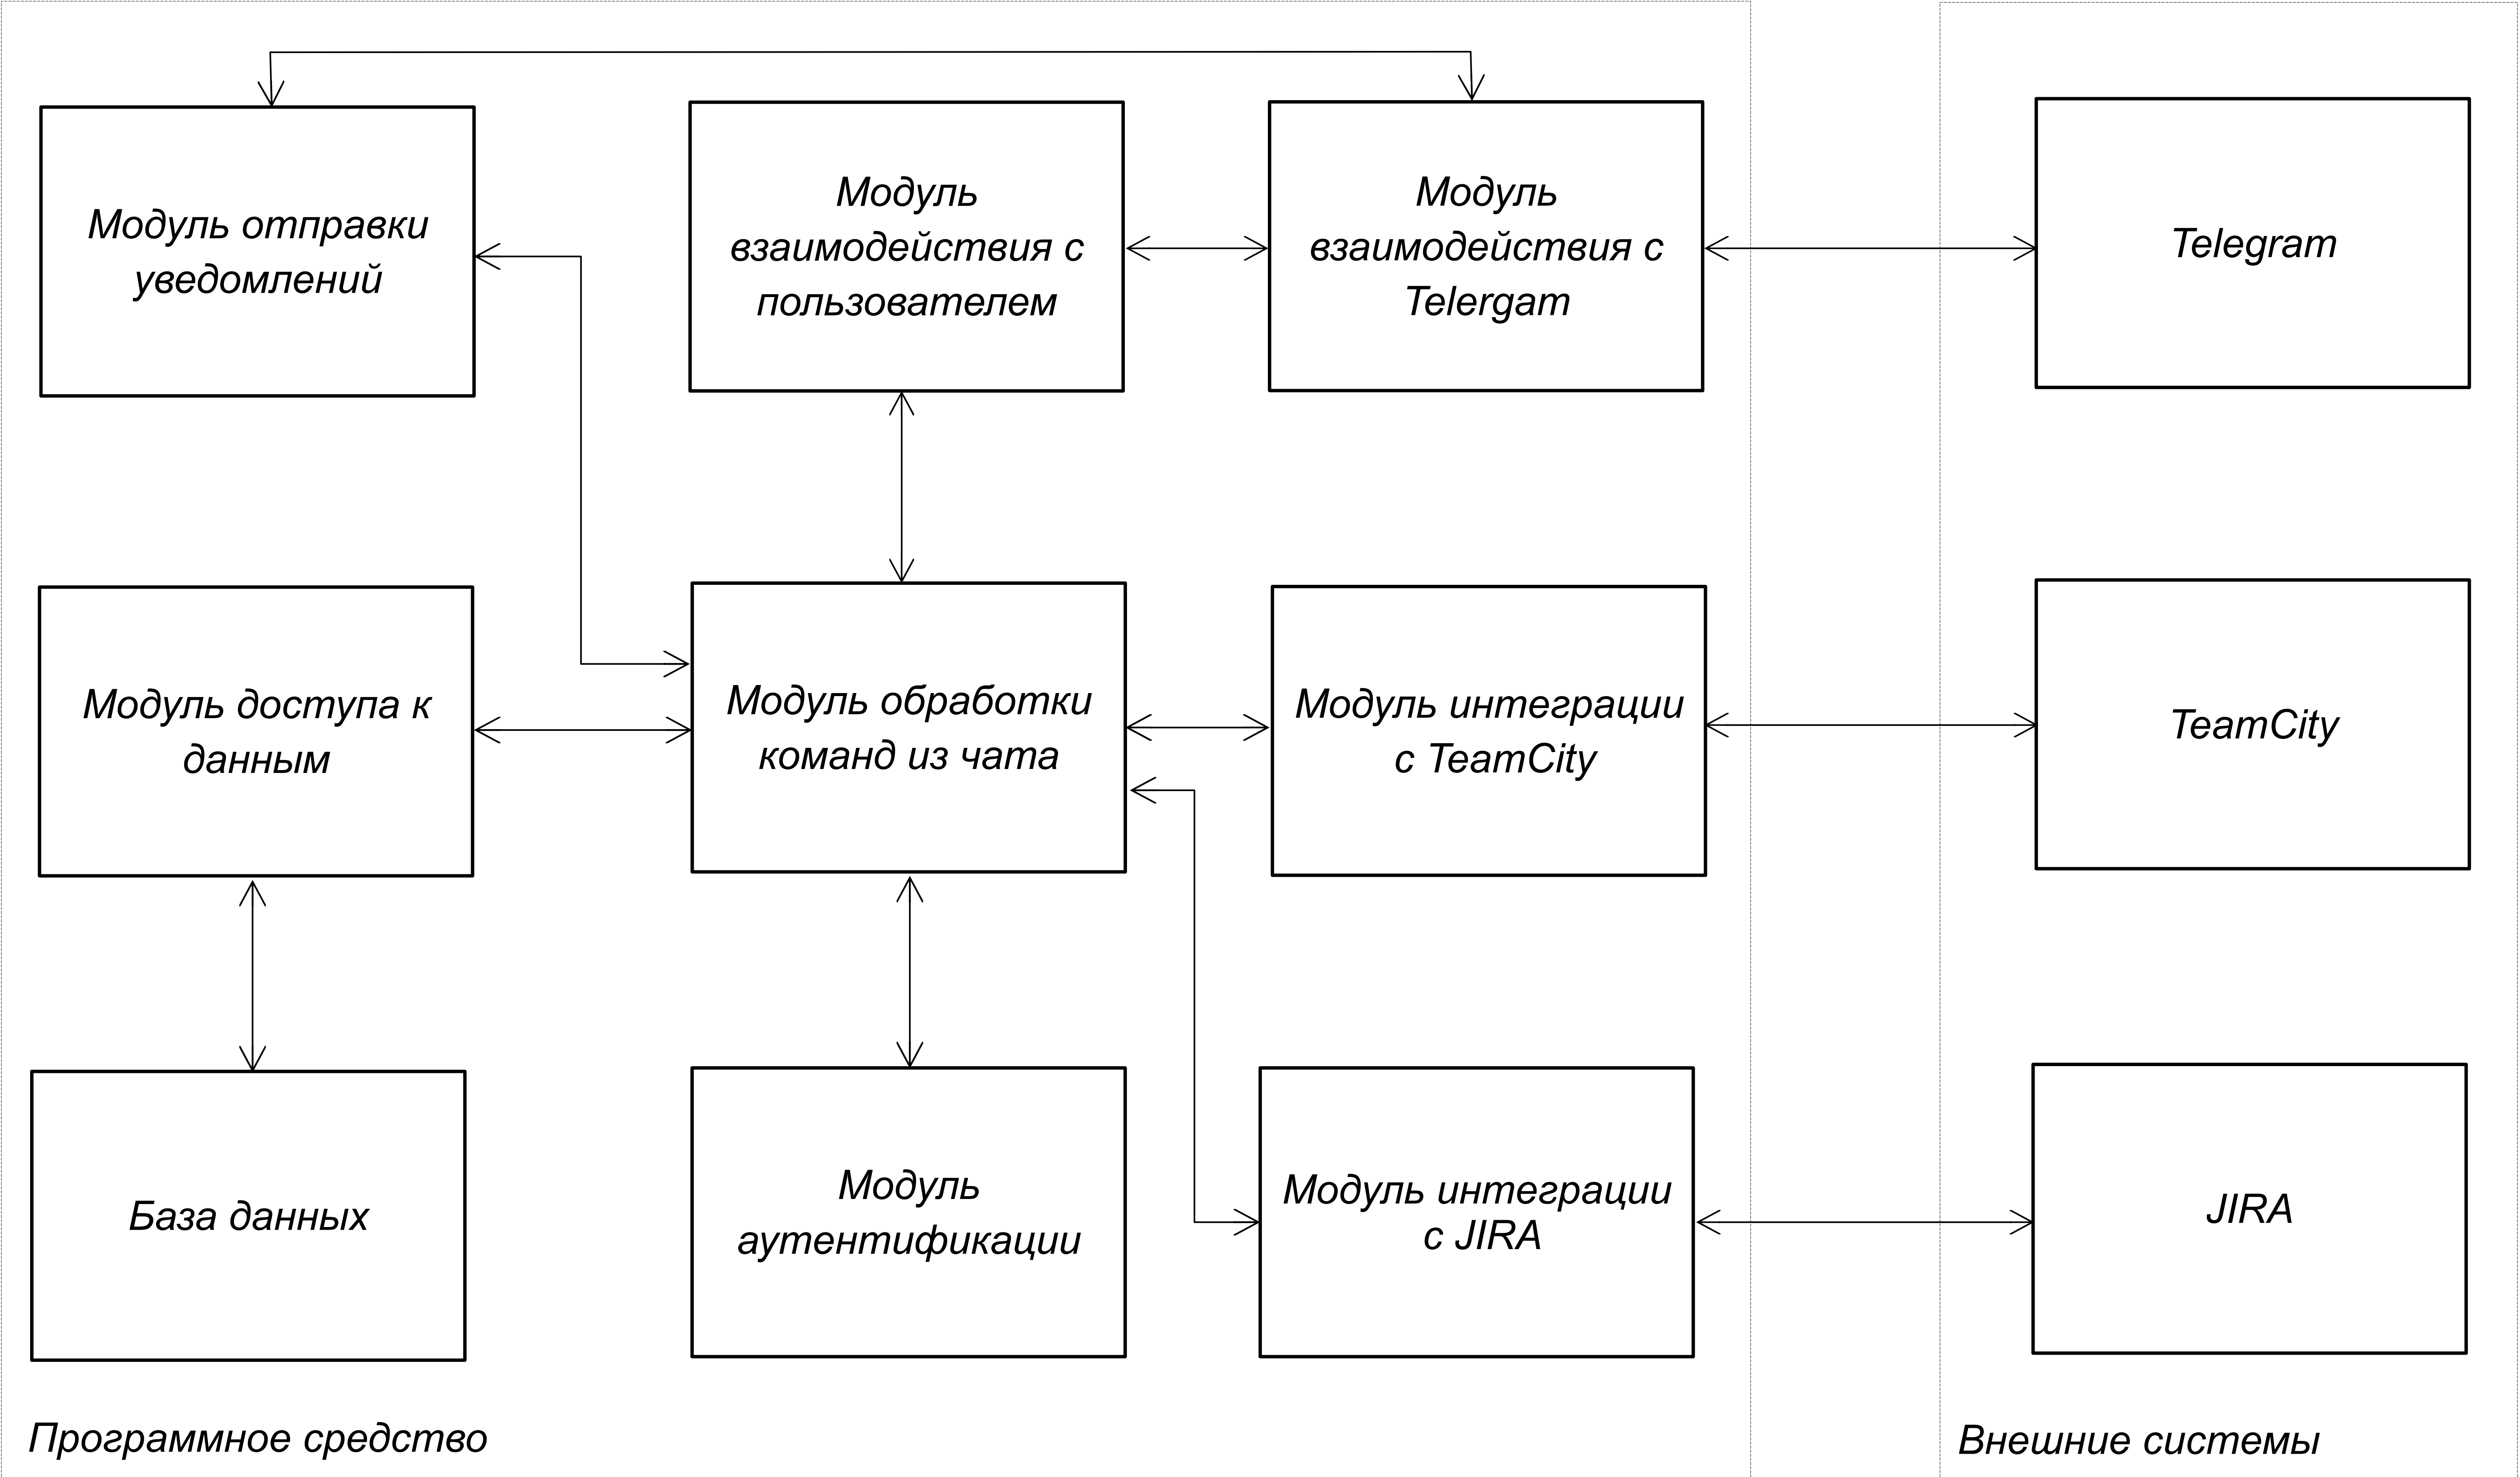 Модуль отправки
уведомлений
Модуль
взаимодействия с
пользователем
Модуль
взаимодействия с
Telergam
Telegram
Модуль доступа к
данным
Модуль обработки
команд из чата
Модуль интеграции
с TeamCity
TeamCity
База данных
Модуль
аутентификации
Модуль интеграции
с JIRA
JIRA
Программное средство
Внешние системы